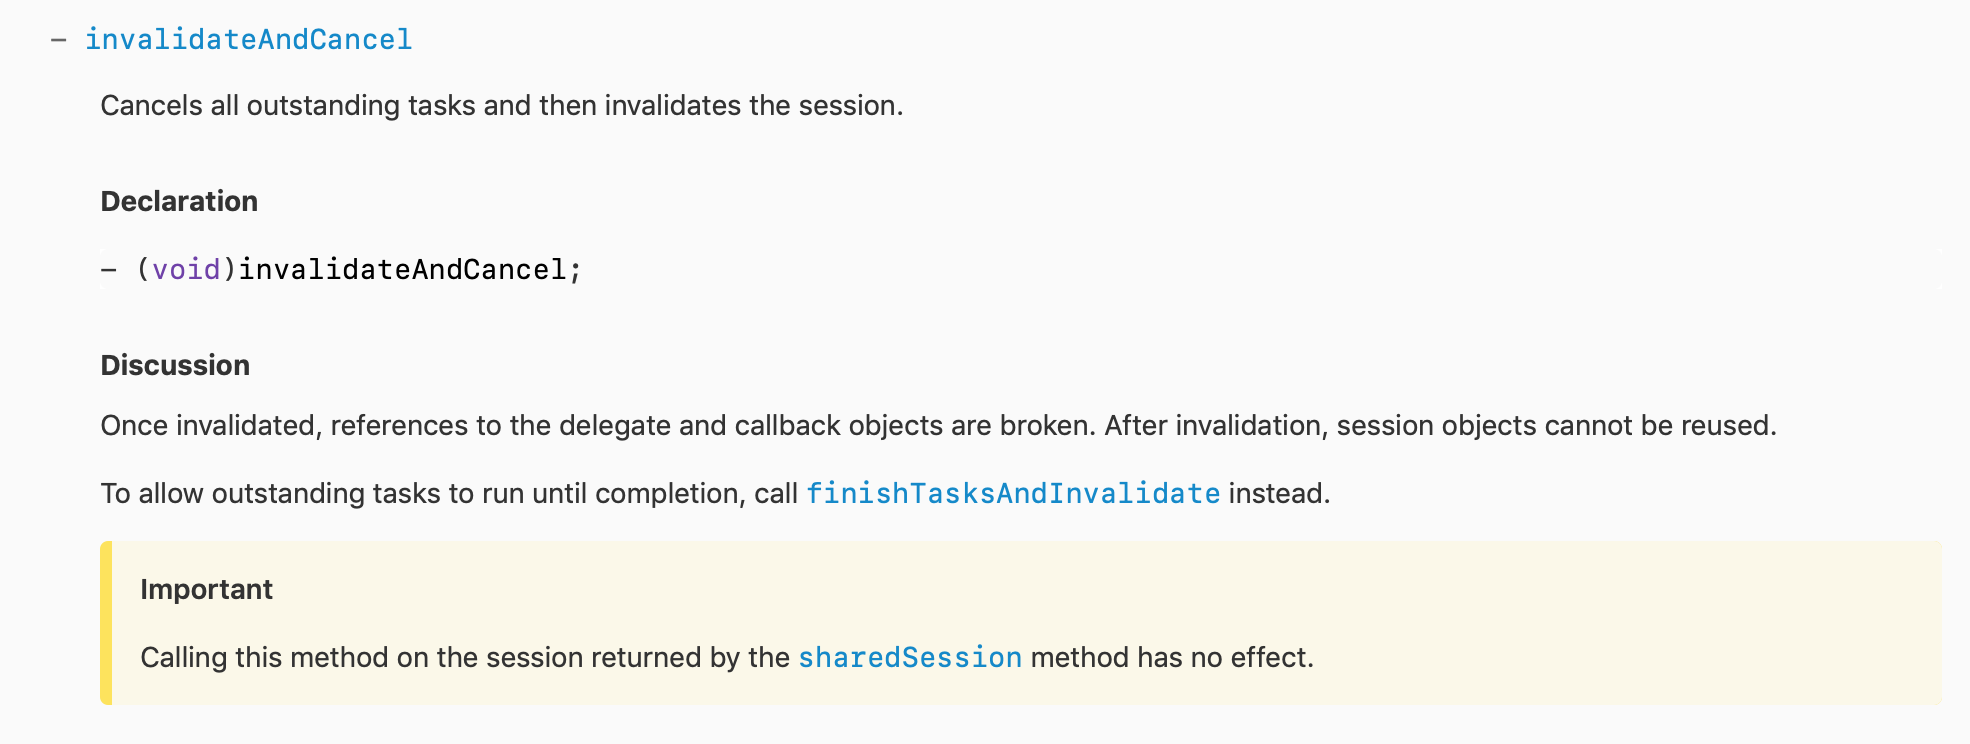 – invalidateAndCancel
Cancels all outstanding tasks and then invalidates the session.
Declaration
– (void)invalidateAndCancel;
Discussion
Once invalidated, references to the delegate and callback objects are broken. After invalidation, session objects cannot be reused.
To allow outstanding tasks to run until completion, call finishTasksAndInvalidate instead.
Important
Calling this method on the session returned by the sharedSession method has no effect.